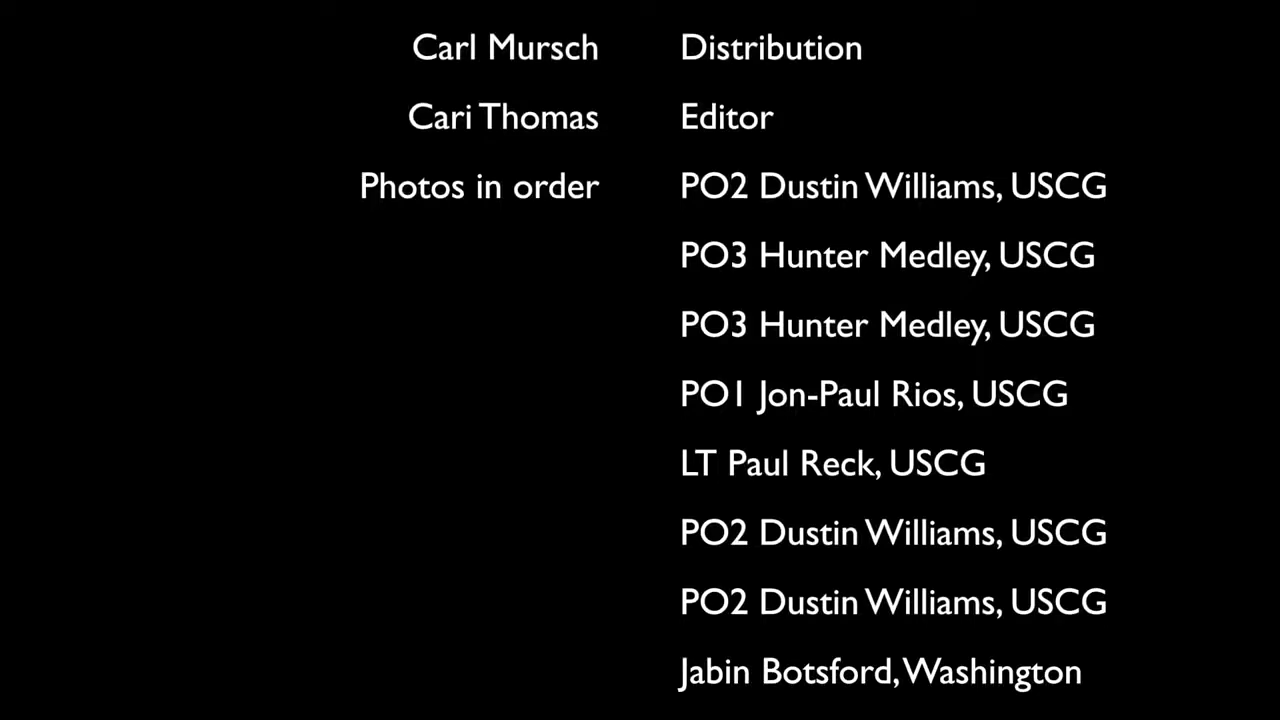 Carl Mursch Distribution
Cari Thomas Editor
Photos in order PO2 Dustin Williams, USCG
PO3 Hunter Medley, USCG
PO3 Hunter Medley, USCG
PO1 Jon-Paul Rios, USCG
LT Paul Reck, USCG
PO2 Dustin Williams, USCG
PO2 Dustin Williams, USCG
Jabin Botsford, Washington